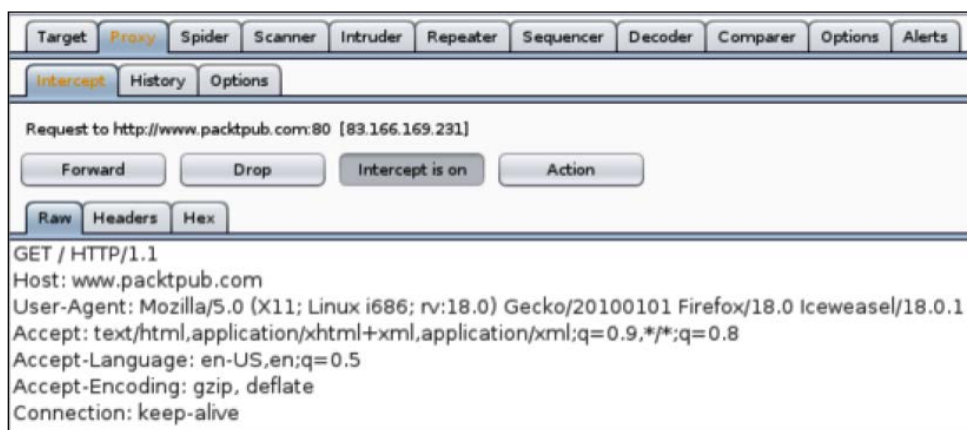 Target Proxy Spider Scanner Intruder Repeater Sequencer Decoder Comparer Options Alerts
Intercept History Options
Request to http://www.packtpub.com:80 [83.166.169.231]
Forward Drop Intercept is on Action
Raw Headers Hex
GET / HTTP/1.1
Host: www.packtpub.com
User-Agent: Mozilla/5.0 (X11; Linux i686; rv:18.0) Gecko/20100101 Firefox/18.0 Iceweasel/18.0.1
Accept: text/html,application/xhtml+xml,application/xml;q=0.9,*/*;q=0.8
Accept-Language: en-US,en;q=0.5
Accept-Encoding: gzip, deflate
Connection: keep-alive